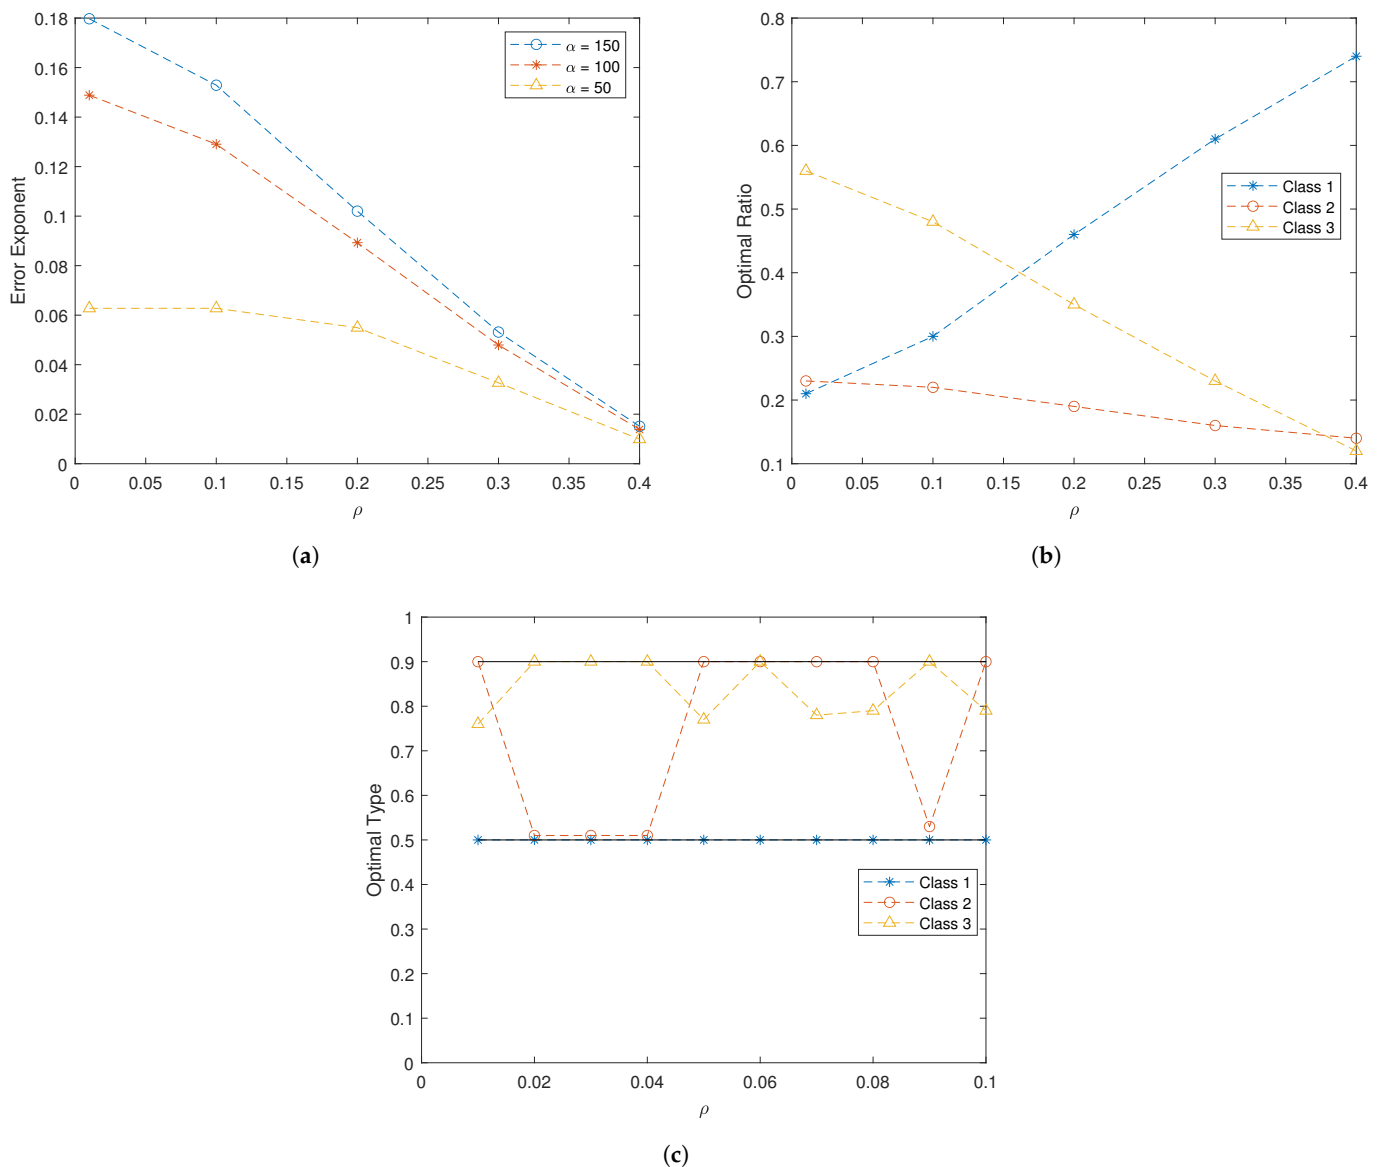 0.18
0.16
0.14
0.12
0.1
0.08
0.06
0.04
0.02
0
Error Exponent
α = 150
α = 100
α = 50
0 0.05 0.1 0.15 0.2 0.25 0.3 0.35 0.4
ρ
(a)
0.8
0.7
0.6
0.5
0.4
0.3
0.2
0.1
Optimal Ratio
Class 1
Class 2
Class 3
0 0.05 0.1 0.15 0.2 0.25 0.3 0.35 0.4
ρ
(b)
1
0.9
0.8
0.7
0.6
0.5
0.4
0.3
0.2
0.1
0
Optimal Type
Class 1
Class 2
Class 3
0 0.02 0.04 0.06 0.08 0.1
ρ
(c)